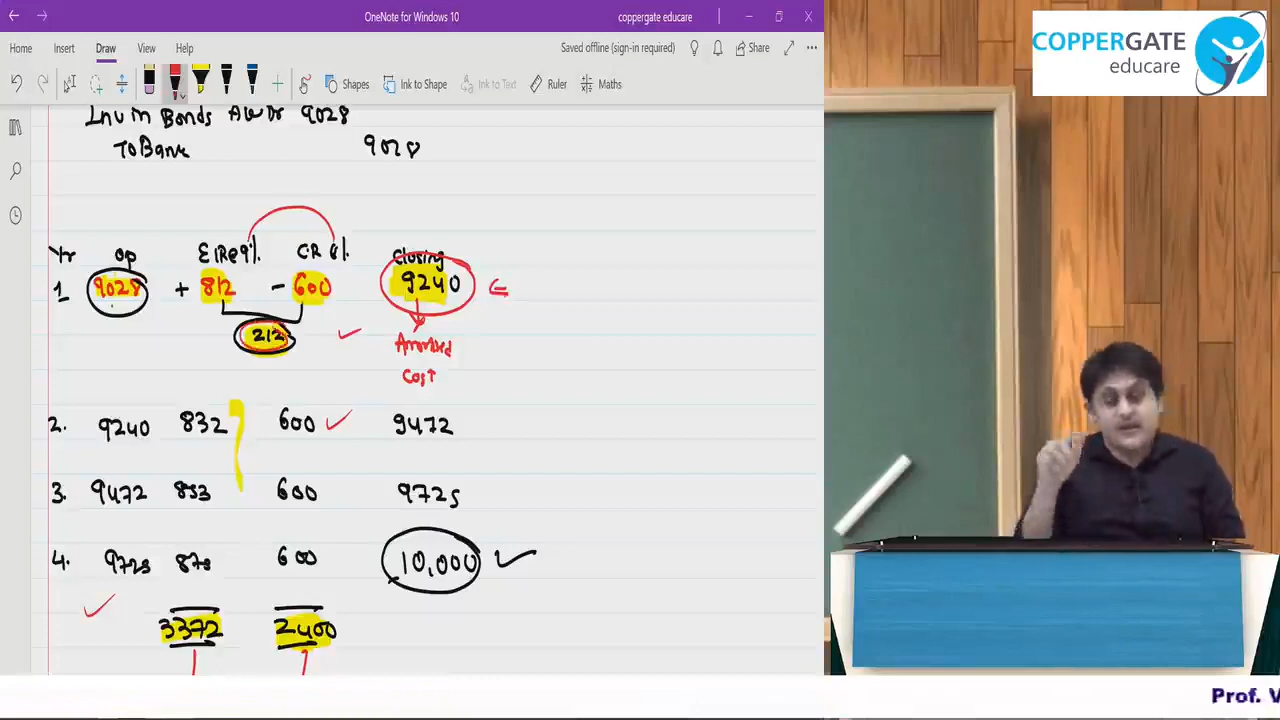 OneNote for Windows 10
coppergate educare
Home Insert Draw View Help
Saved offline (sign-in required)
Share
Shapes
Ink to Shape
Ink to Text
Ruler
Maths
COPPERGATE
educare
Inv in Bonds A/c Dr 9028
To Bank 9028
Yr Op EIR@9% CR 6% Closing
1 9028 + 812 - 600 9240
212
Amortised
Cost
2. 9240 832 600 9472
3. 9472 853 600 9725
4. 9725 875 600 10,000
3372 2400
Prof. V